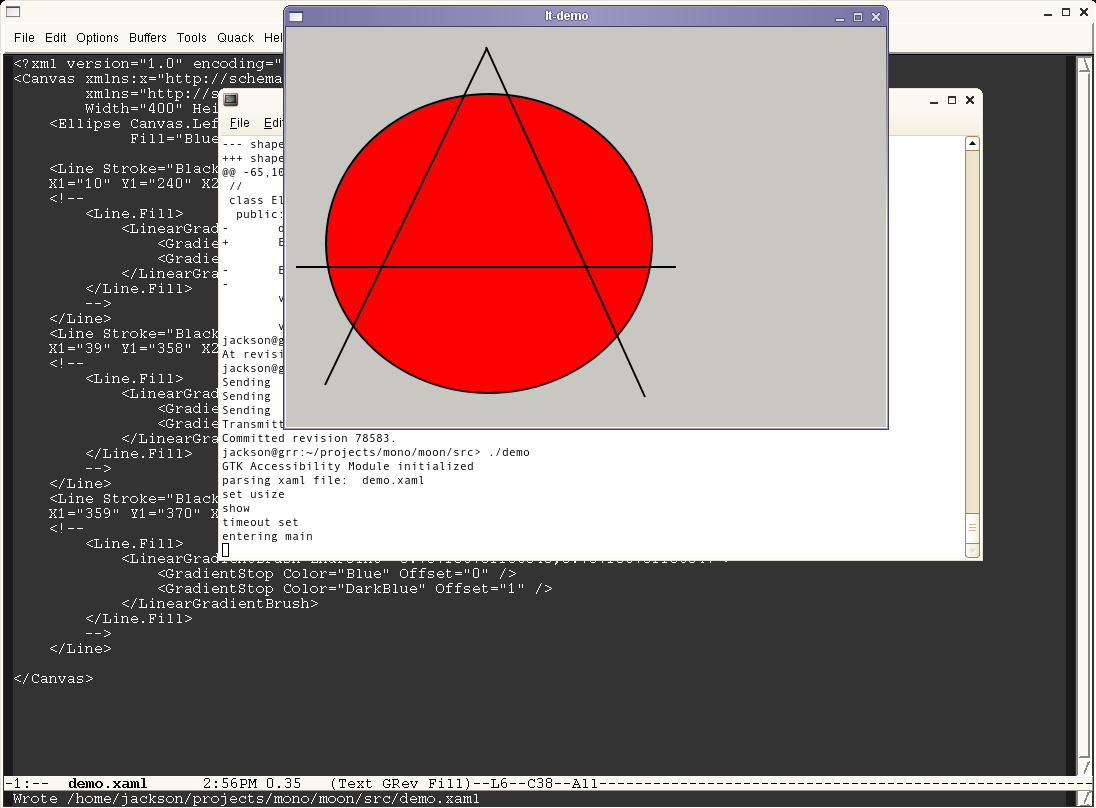 lt-demo
File Edit Options Buffers Tools Quack Hel
<?xml version="1.0" encoding="
<Canvas xmlns:x="http://schema
xmlns="http://s
Width="400" Hei
<Ellipse Canvas.Lef
Fill="Blue
<Line Stroke="Black
X1="10" Y1="240" X2
<!--
<Line.Fill>
<LinearGrad
<Gradie
<Gradie
</LinearGra
</Line.Fill>
-->
</Line>
<Line Stroke="Black
X1="39" Y1="358" X2
<!--
<Line.Fill>
<LinearGrad
<Gradie
<Gradie
</LinearGra
</Line.Fill>
-->
</Line>
<Line Stroke="Black
X1="359" Y1="370" X
<!--
<Line.Fill>
<GradientStop Color="Blue" Offset="0" />
<GradientStop Color="DarkBlue" Offset="1" />
</LinearGradientBrush>
</Line.Fill>
-->
</Line>
</Canvas>
-1:-- demo.xaml 2:56PM 0.35 (Text GRev Fill)--L6--C38--All
Wrote /home/jackson/projects/mono/moon/src/demo.xaml
File Edit
--- shape
+++ shape
@@ -65,10
//
class El
public:
- d
+ E
- E
-
v
v
jackson@g
At revisi
jackson@g
Sending
Sending
Sending
Transmitt
Committed revision 78583.
jackson@grr:~/projects/mono/moon/src> ./demo
GTK Accessibility Module initialized
parsing xaml file: demo.xaml
set usize
show
timeout set
entering main